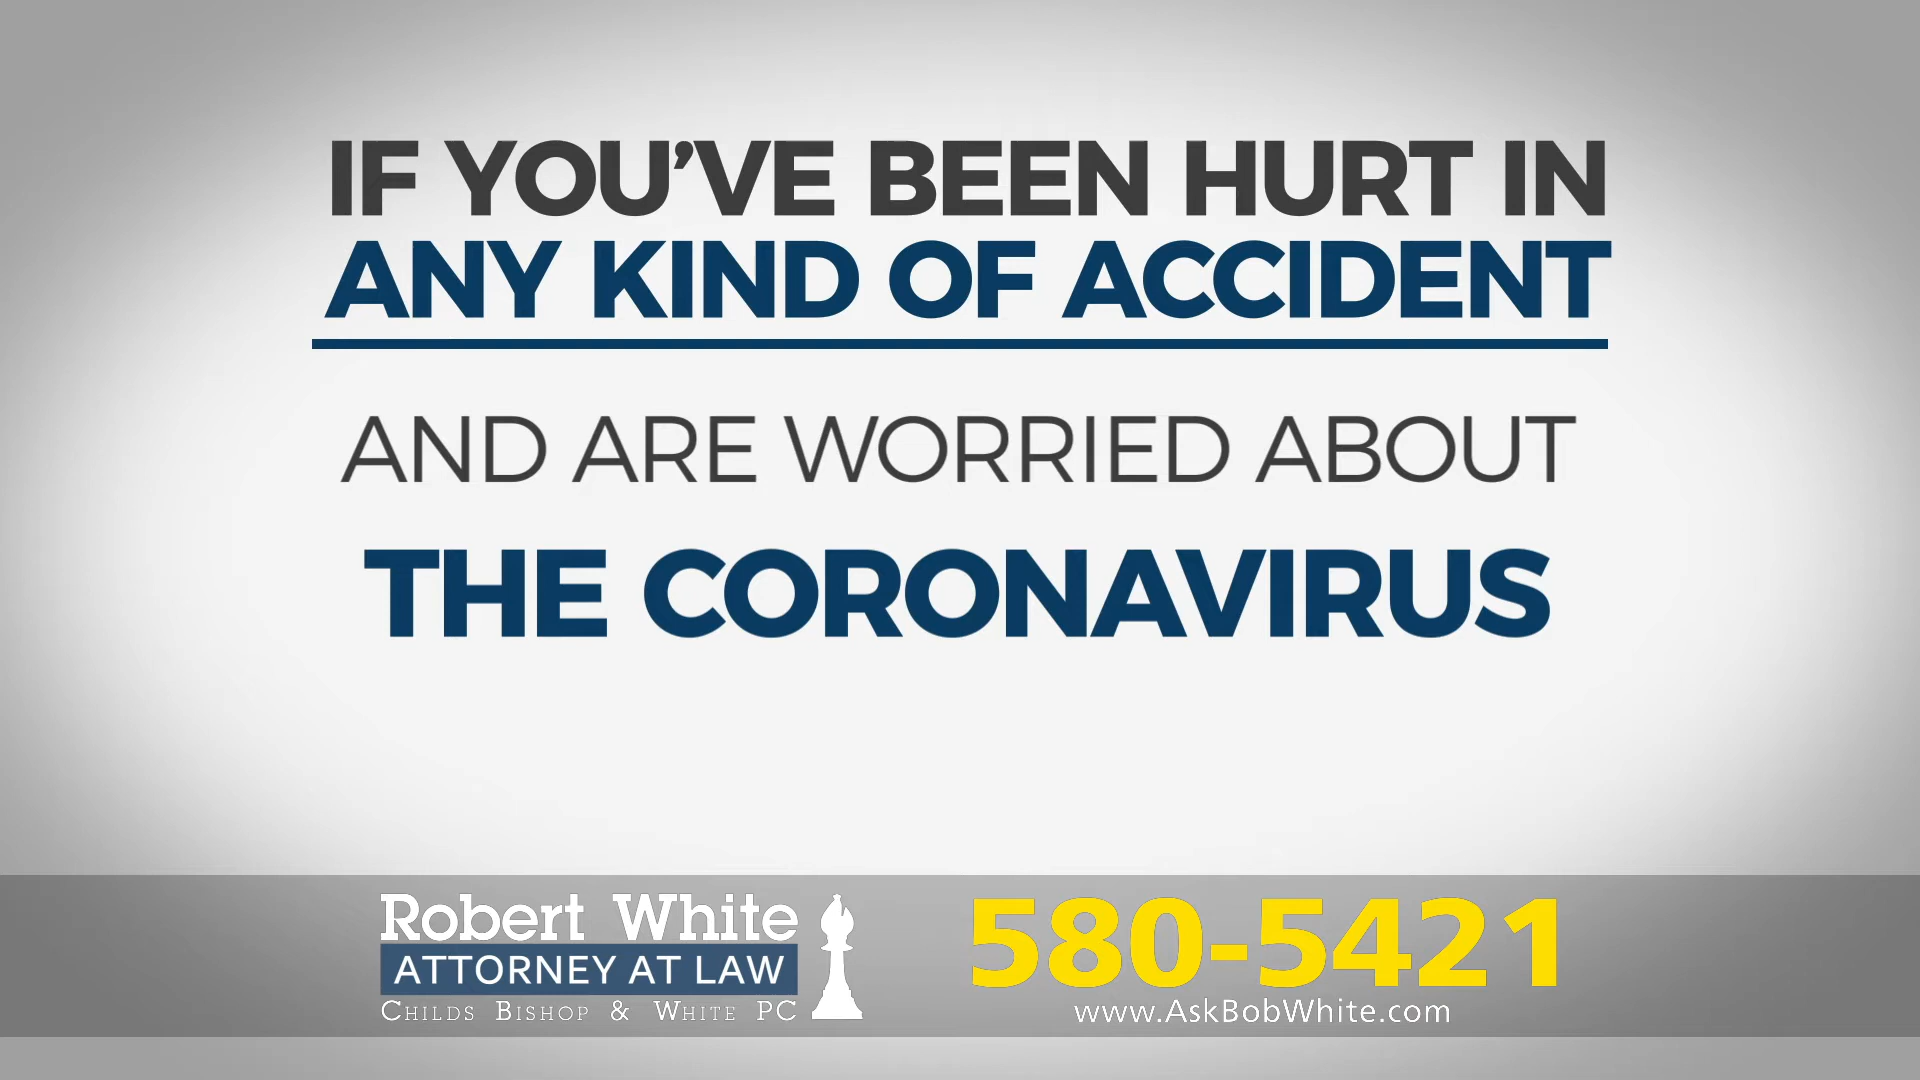 IF YOU'VE BEEN HURT IN
ANY KIND OF ACCIDENT
AND ARE WORRIED ABOUT
THE CORONAVIRUS
Robert White
ATTORNEY AT LAW
CHILDS BISHOP & WHITE PC
580-5421
www.AskBobWhite.com